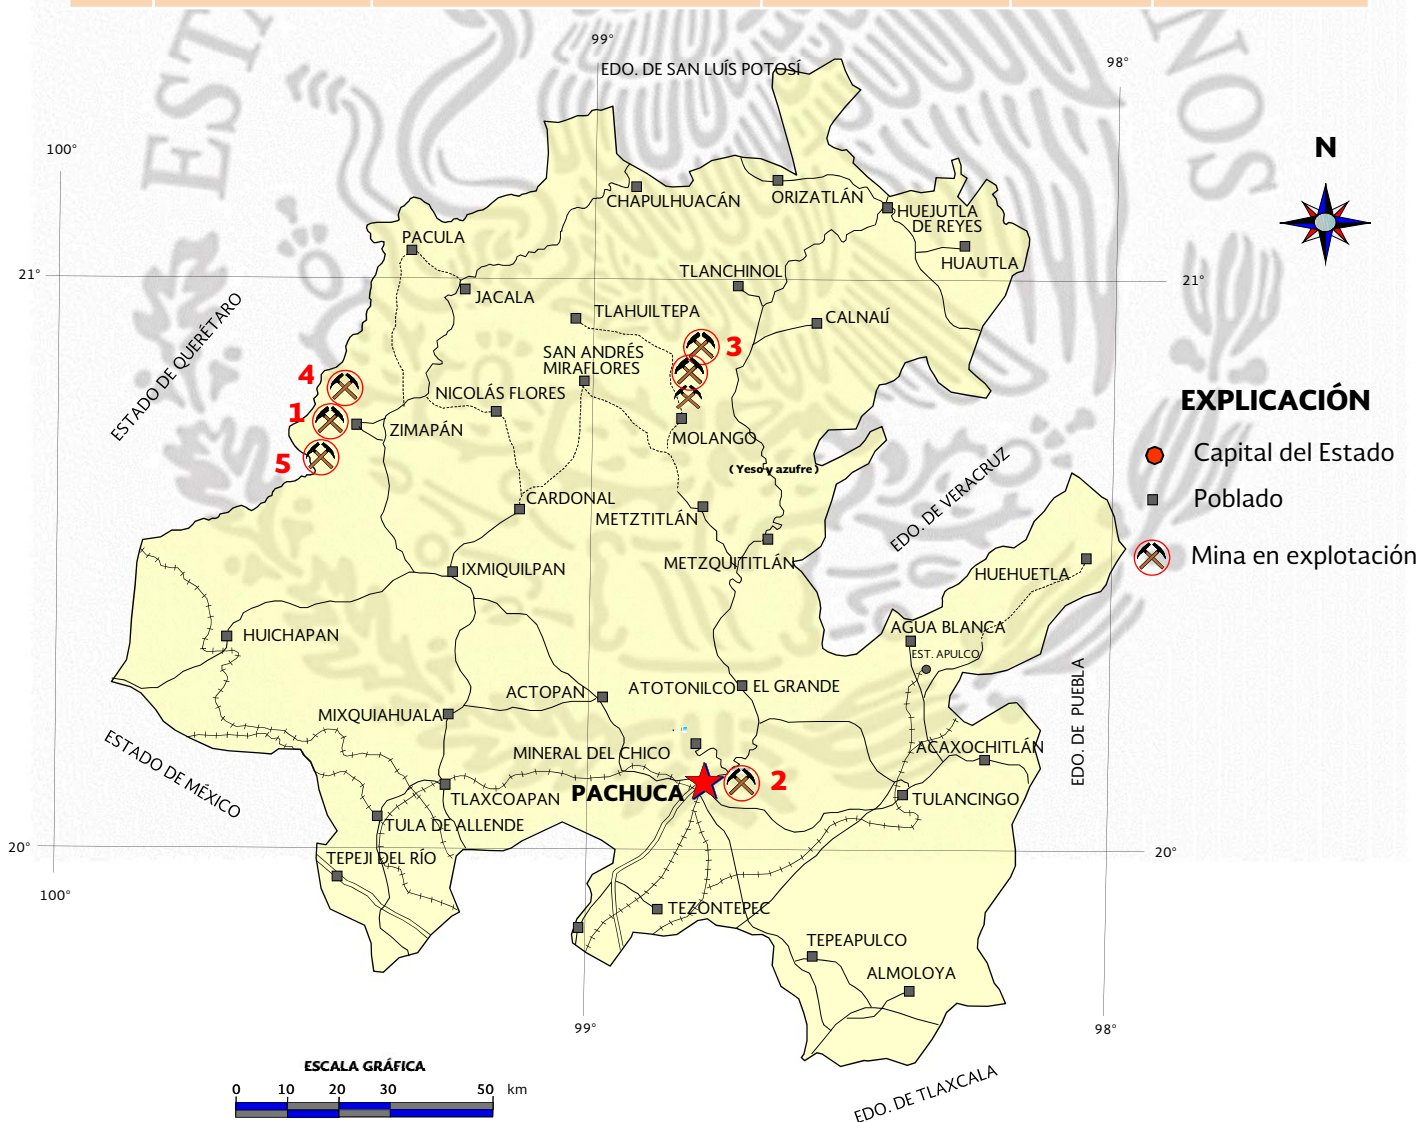 ESTA
NOS
99°
98°
EDO. DE SAN LUÍS POTOSÍ
100°
N
CHAPULHUACÁN
ORIZATLÁN
HUEJUTLA
DE REYES
PACULA
HUAUTLA
TLANCHINOL
21°
21°
JACALA
TLAHUILTEPA
CALNALÍ
ESTADO DE QUERÉTARO
SAN ANDRÉS
MIRAFLORES
3
4
NICOLÁS FLORES
1
ZIMAPÁN
MOLANGO
5
(Yeso y azufre)
EXPLICACIÓN
Capital del Estado
Poblado
Mina en explotación
CARDONAL
METZTITLÁN
EDO. DE VERACRUZ
METZQUITITLÁN
IXMIQUILPAN
HUEHUETLA
HUICHAPAN
AGUA BLANCA
EST. APULCO
ACTOPAN
ATOTONILCO
EL GRANDE
EDO. DE PUEBLA
MIXQUIAHUALA
MINERAL DEL CHICO
ACAXOCHITLÁN
ESTADO DE MÉXICO
PACHUCA
2
TLAXCOAPAN
TULANCINGO
TULA DE ALLENDE
20°
20°
TEPEJI DEL RÍO
100°
TEZONTEPEC
TEPEAPULCO
ALMOLOYA
99°
98°
ESCALA GRÁFICA
0 10 20 30 50 km
EDO. DE TLAXCALA